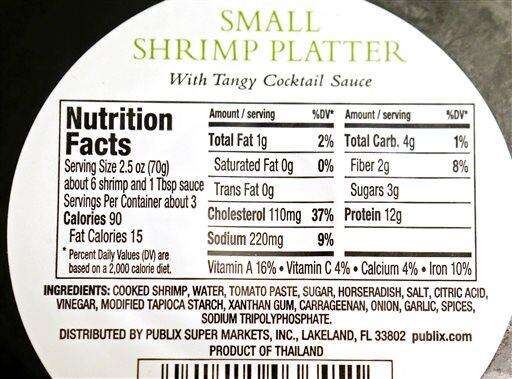 SMALL
SHRIMP PLATTER
With Tangy Cocktail Sauce
Nutrition
Facts
Serving Size 2.5 oz (70g)
about 6 shrimp and 1 Tbsp sauce
Servings Per Container about 3
Calories 90
Fat Calories 15
* Percent Daily Values (DV) are
based on a 2,000 calorie diet.
Amount / serving %DV* Amount / serving %DV*
Total Fat 1g 2% Total Carb. 4g 1%
Saturated Fat 0g 0% Fiber 2g 8%
Trans Fat 0g Sugars 3g
Cholesterol 110mg 37% Protein 12g
Sodium 220mg 9%
Vitamin A 16% • Vitamin C 4% • Calcium 4% • Iron 10%
INGREDIENTS: COOKED SHRIMP, WATER, TOMATO PASTE, SUGAR, HORSERADISH, SALT, CITRIC ACID,
VINEGAR, MODIFIED TAPIOCA STARCH, XANTHAN GUM, CARRAGEENAN, ONION, GARLIC, SPICES,
SODIUM TRIPOLYPHOSPHATE.
DISTRIBUTED BY PUBLIX SUPER MARKETS, INC., LAKELAND, FL 33802 publix.com
PRODUCT OF THAILAND